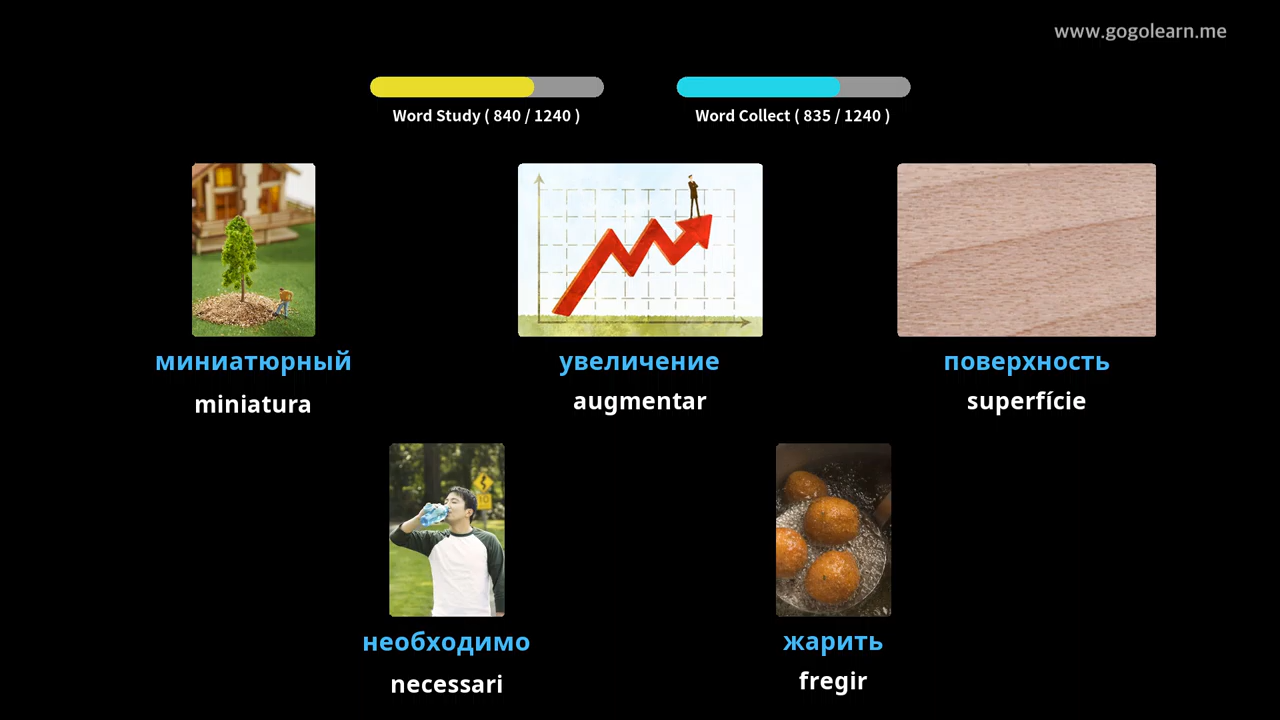 www.gogolearn.me
Word Study ( 840 / 1240 )
Word Collect ( 835 / 1240 )
миниатюрный
miniatura
увеличение
augmentar
поверхность
superfície
необходимо
necessari
жарить
fregir